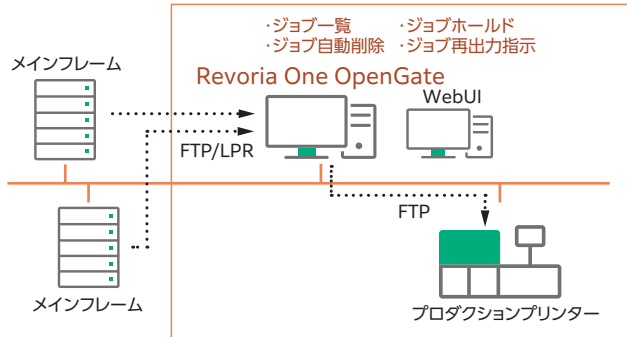 ・ジョブ一覧 ・ジョブホールド
・ジョブ自動削除 ・ジョブ再出力指示
メインフレーム
Revoria One OpenGate
WebUI
FTP/LPR
FTP
メインフレーム
プロダクションプリンター